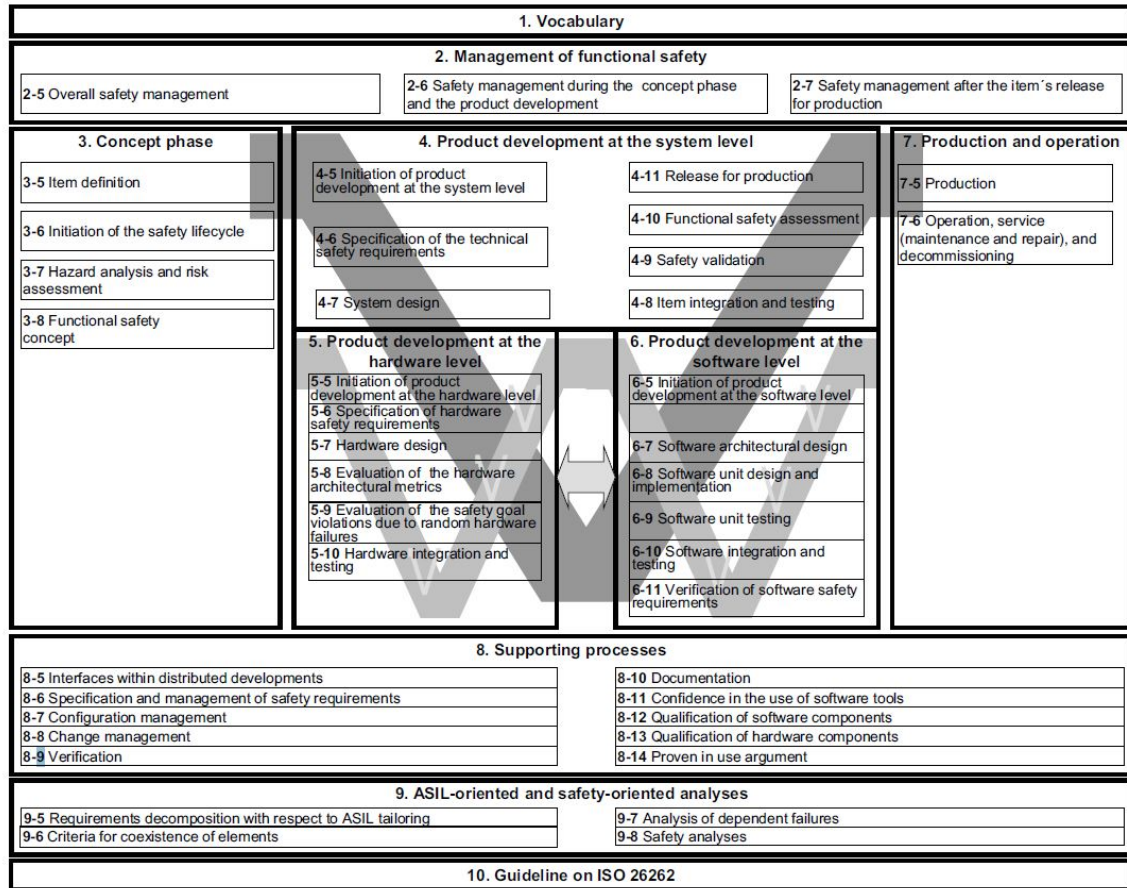 1. Vocabulary
2. Management of functional safety
2-5 Overall safety management
2-6 Safety management during the concept phase
and the product development
2-7 Safety management after the item´s release
for production
3. Concept phase
3-5 Item definition
3-6 Initiation of the safety lifecycle
3-7 Hazard analysis and risk
assessment
3-8 Functional safety
concept
4. Product development at the system level
4-5 Initiation of product
development at the system level
4-6 Specification of the technical
safety requirements
4-7 System design
4-11 Release for production
4-10 Functional safety assessment
4-9 Safety validation
4-8 Item integration and testing
7. Production and operation
7-5 Production
7-6 Operation, service
(maintenance and repair), and
decommissioning
5. Product development at the
hardware level
5-5 Initiation of product
development at the hardware level
5-6 Specification of hardware
safety requirements
5-7 Hardware design
5-8 Evaluation of the hardware
architectural metrics
5-9 Evaluation of the safety goal
violations due to random hardware
failures
5-10 Hardware integration and
testing
6. Product development at the
software level
6-5 Initiation of product
development at the software level
6-7 Software architectural design
6-8 Software unit design and
implementation
6-9 Software unit testing
6-10 Software integration and
testing
6-11 Verification of software safety
requirements
8. Supporting processes
8-5 Interfaces within distributed developments
8-6 Specification and management of safety requirements
8-7 Configuration management
8-8 Change management
8-9 Verification
8-10 Documentation
8-11 Confidence in the use of software tools
8-12 Qualification of software components
8-13 Qualification of hardware components
8-14 Proven in use argument
9. ASIL-oriented and safety-oriented analyses
9-5 Requirements decomposition with respect to ASIL tailoring
9-6 Criteria for coexistence of elements
9-7 Analysis of dependent failures
9-8 Safety analyses
10. Guideline on ISO 26262